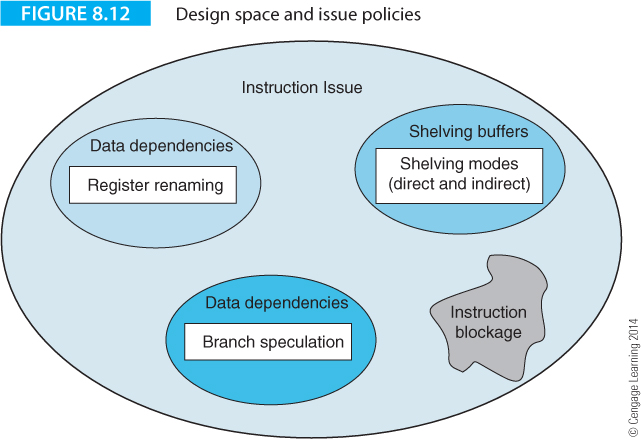 FIGURE 8.12 Design space and issue policies
Instruction Issue
Data dependencies
Register renaming
Shelving buffers
Shelving modes
(direct and indirect)
Data dependencies
Branch speculation
Instruction
blockage
© Cengage Learning 2014